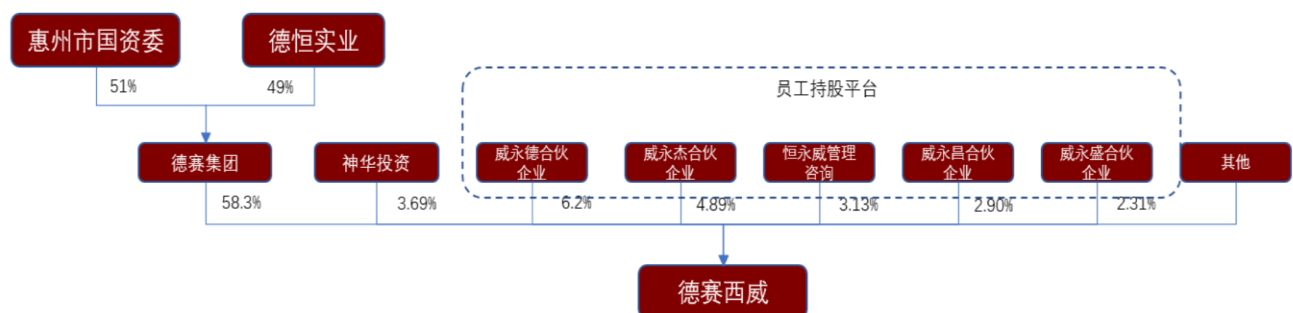 惠州市国资委
德恒实业
51%
49%
员工持股平台
德赛集团
神华投资
威永德合伙
企业
威永杰合伙
企业
恒永威管理
咨询
威永昌合伙
企业
威永盛合伙
企业
其他
58.3%
3.69%
6.2%
4.89%
3.13%
2.90%
2.31%
德赛西威